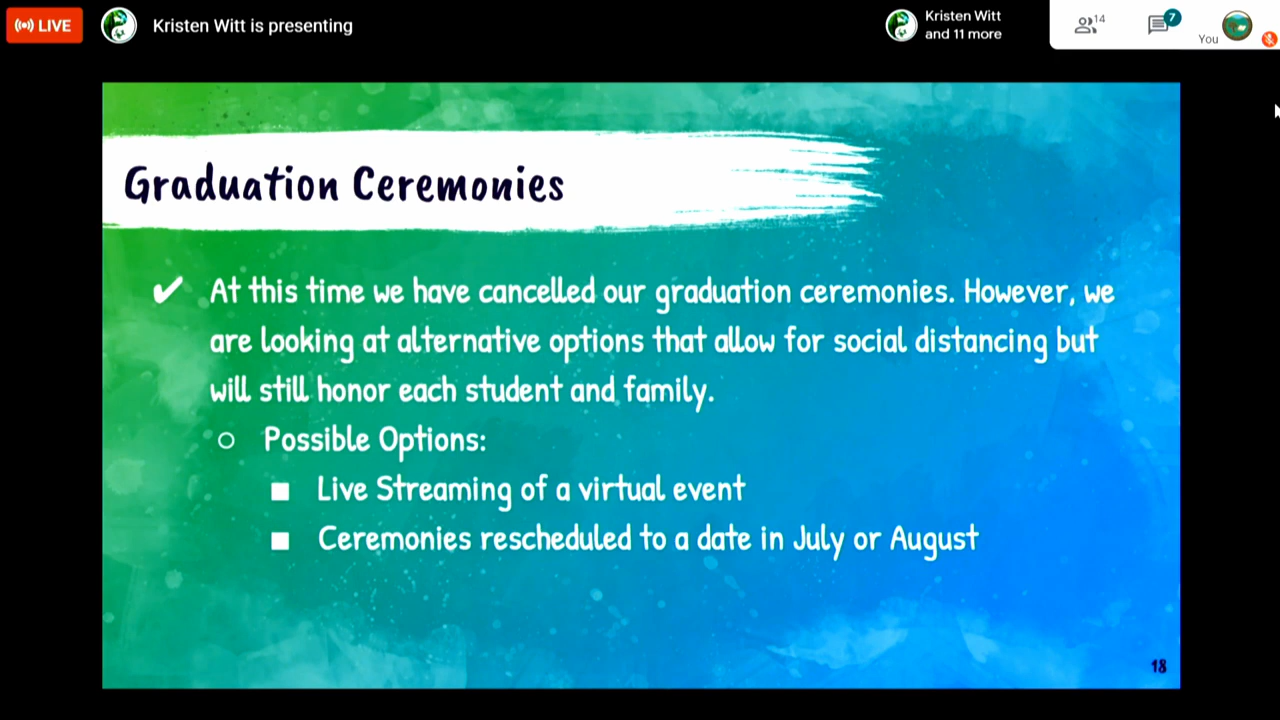 LIVE
Kristen Witt is presenting
Kristen Witt
and 11 more
14
7
You
Graduation Ceremonies
✔ At this time we have cancelled our graduation ceremonies. However, we
are looking at alternative options that allow for social distancing but
will still honor each student and family.
○ Possible Options:
■ Live Streaming of a virtual event
■ Ceremonies rescheduled to a date in July or August
18